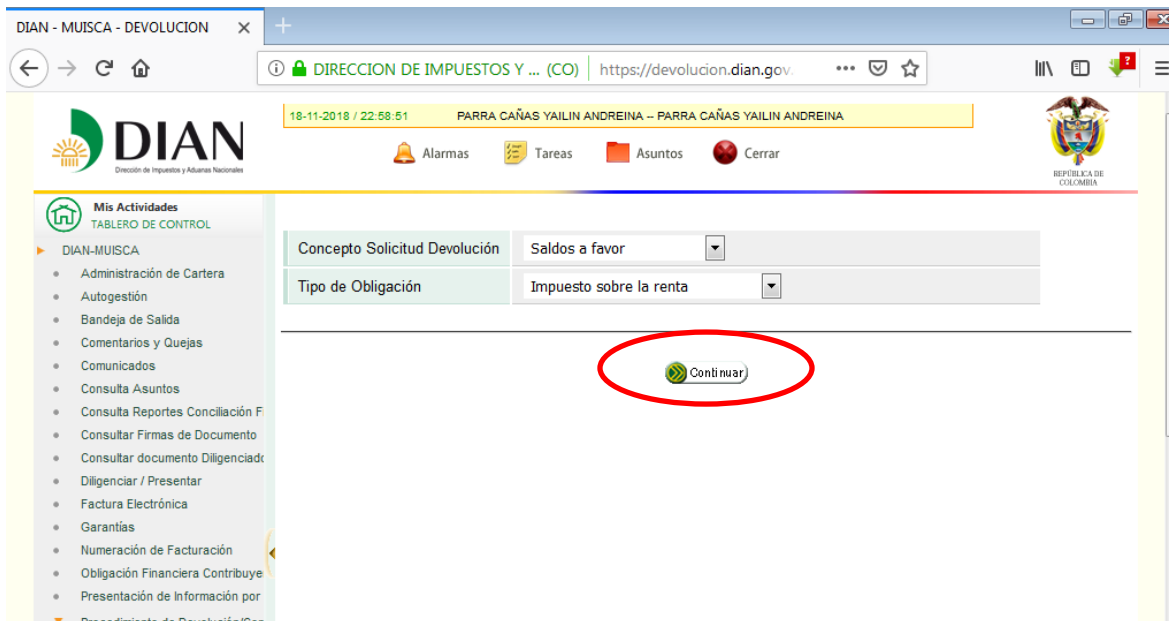 DIAN - MUISCA - DEVOLUCION
DIRECCION DE IMPUESTOS Y ... (CO) https://devolucion.dian.gov.
DIAN
Dirección de Impuestos y Aduanas Nacionales
18-11-2018 / 22:58:51 PARRA CAÑAS YAILIN ANDREINA -- PARRA CAÑAS YAILIN ANDREINA
Alarmas Tareas Asuntos Cerrar
REPÚBLICA DE
COLOMBIA
Mis Actividades
TABLERO DE CONTROL
DIAN-MUISCA
Administración de Cartera
Autogestión
Bandeja de Salida
Comentarios y Quejas
Comunicados
Consulta Asuntos
Consulta Reportes Conciliación F
Consultar Firmas de Documento
Consultar documento Diligenciado
Diligenciar / Presentar
Factura Electrónica
Garantías
Numeración de Facturación
Obligación Financiera Contribuye
Presentación de Información por
Concepto Solicitud Devolución Saldos a favor
Tipo de Obligación Impuesto sobre la renta
Continuar